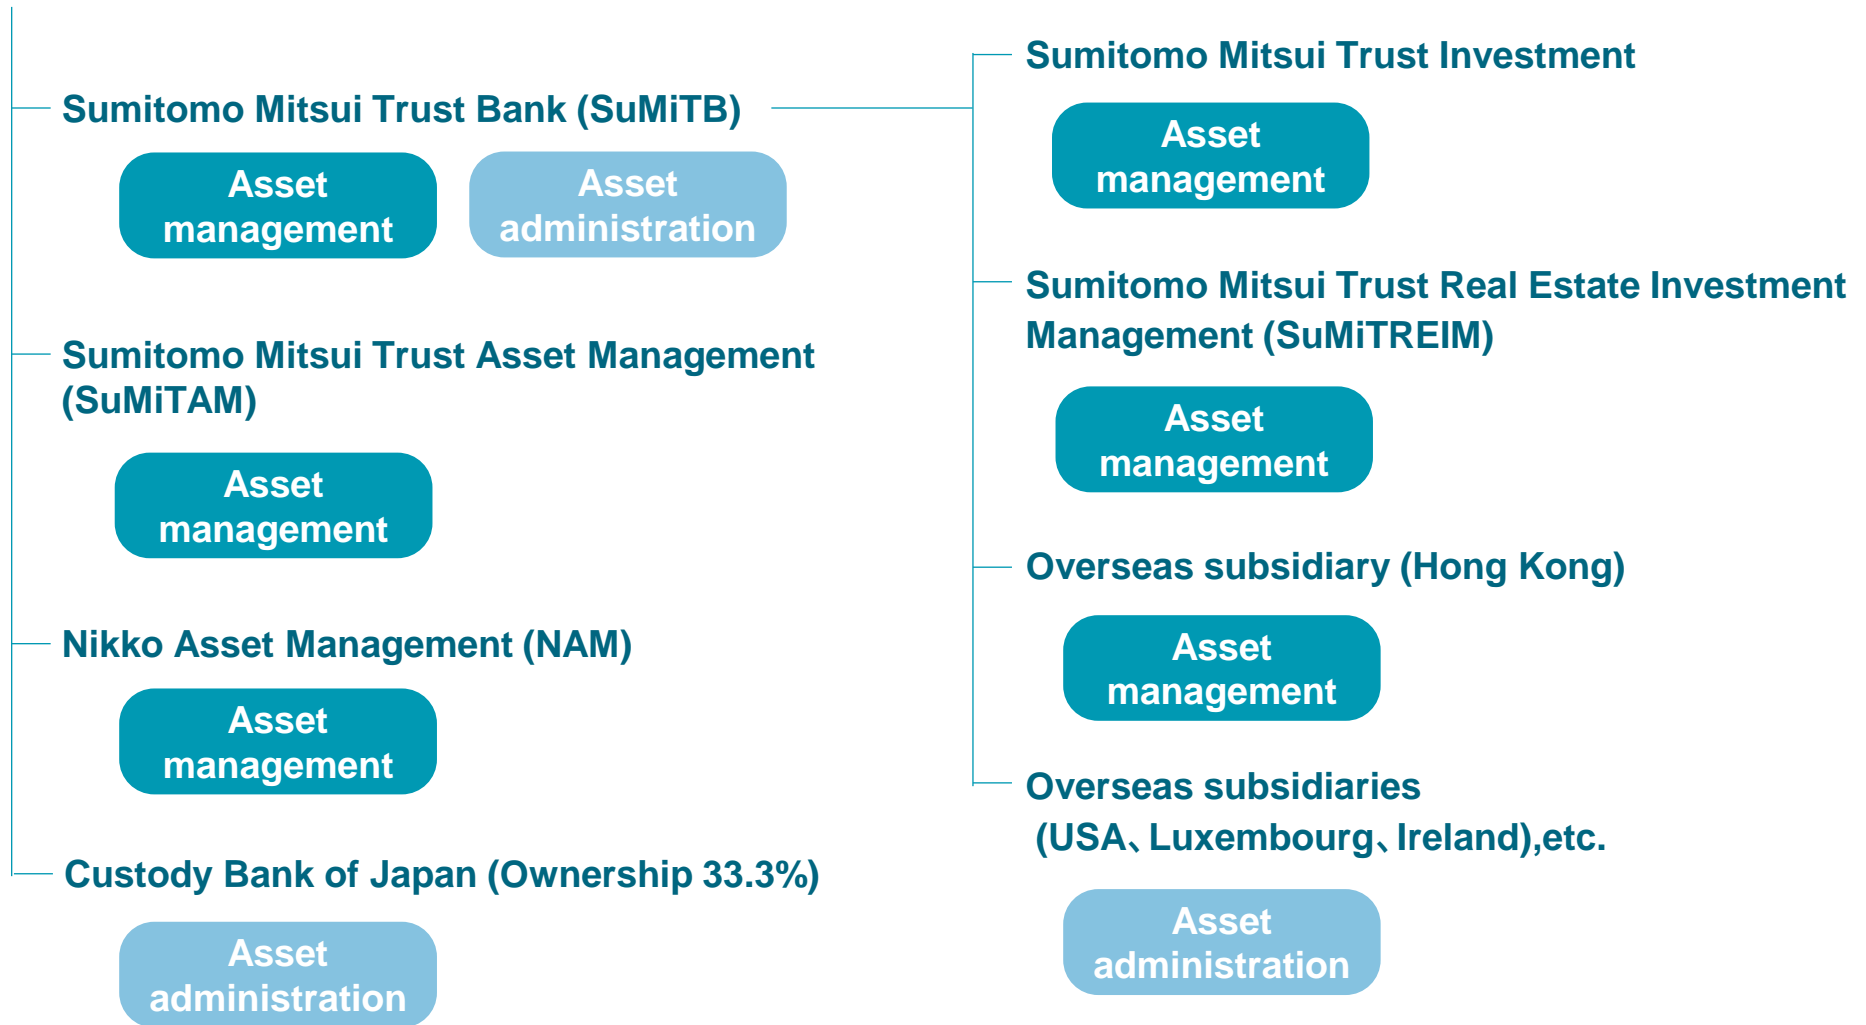 Sumitomo Mitsui Trust Bank (SuMiTB)
Asset
management
Asset
administration
Sumitomo Mitsui Trust Asset Management
(SuMiTAM)
Asset
management
Nikko Asset Management (NAM)
Asset
management
Custody Bank of Japan (Ownership 33.3%)
Asset
administration
Sumitomo Mitsui Trust Investment
Asset
management
Sumitomo Mitsui Trust Real Estate Investment
Management (SuMiTREIM)
Asset
management
Overseas subsidiary (Hong Kong)
Asset
management
Overseas subsidiaries
(USA、Luxembourg、Ireland),etc.
Asset
administration